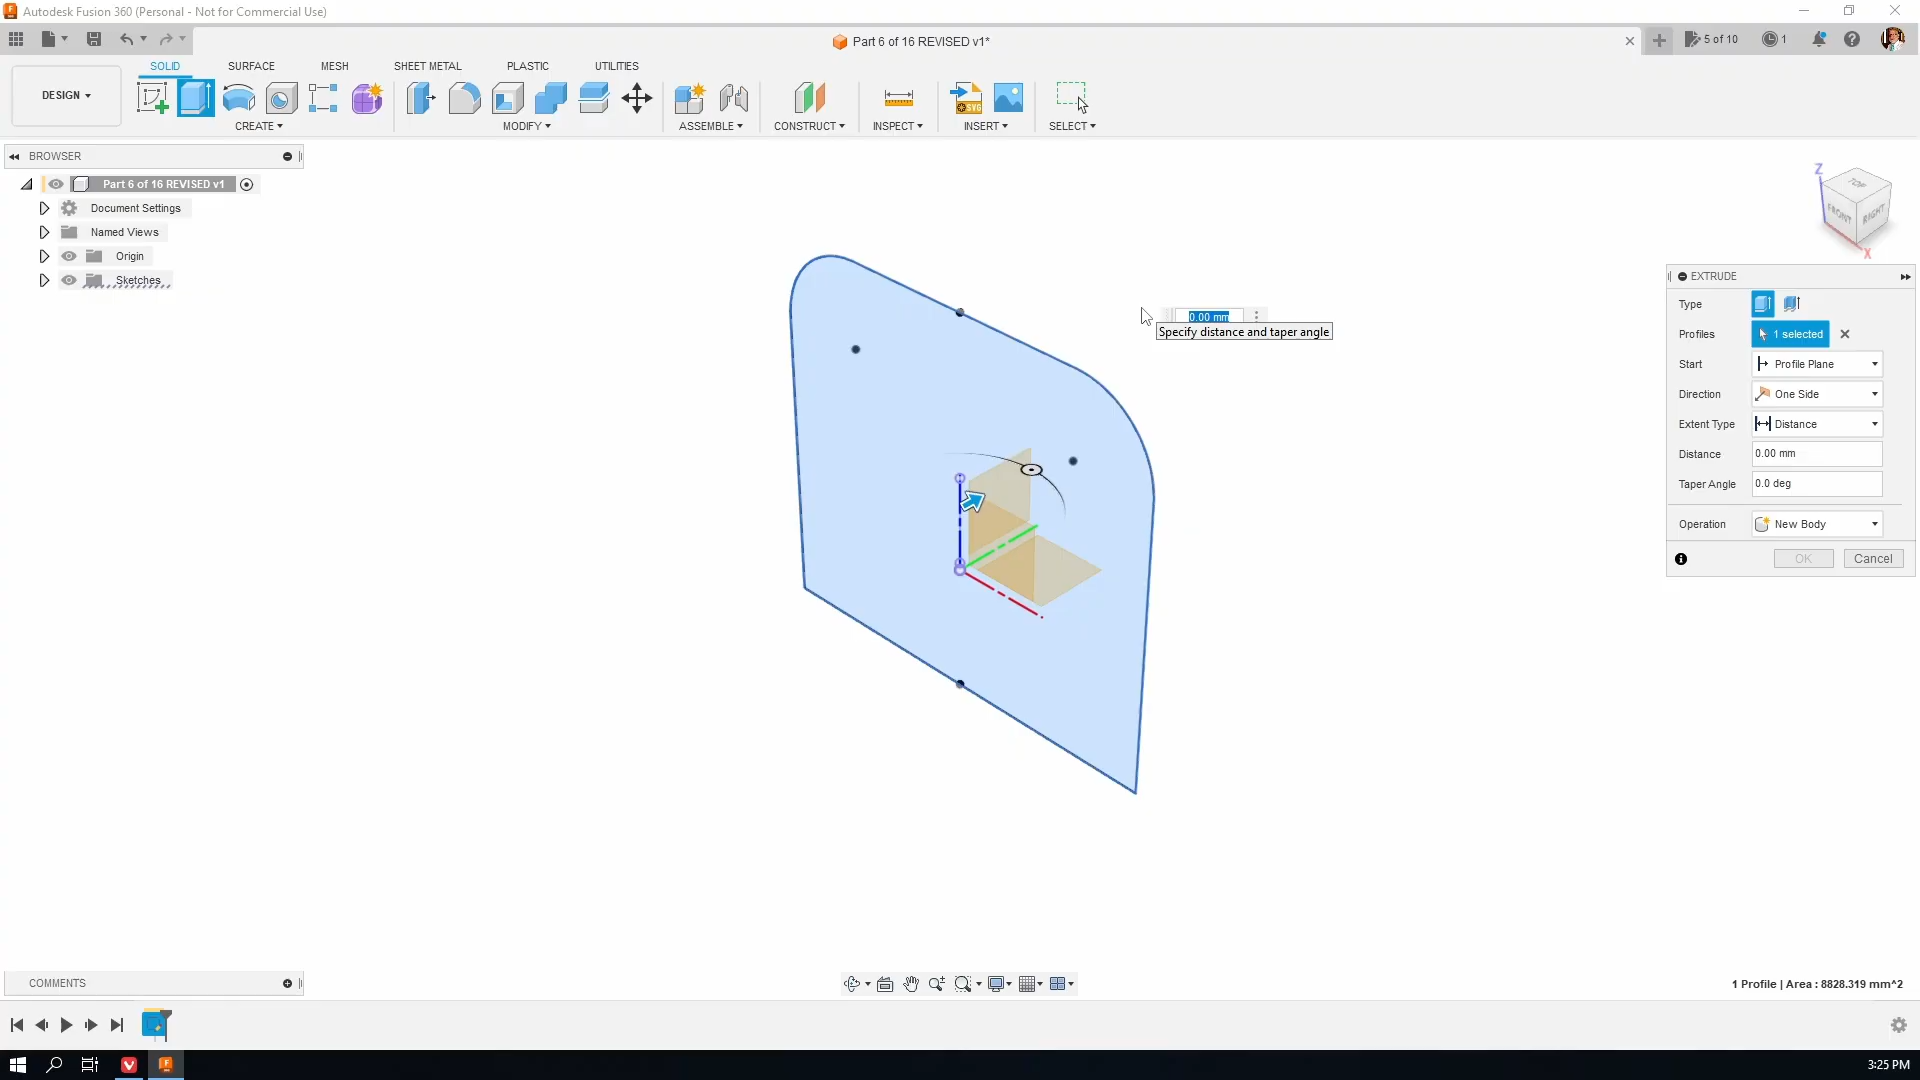 Autodesk Fusion 360 (Personal - Not for Commercial Use)
Part 6 of 16 REVISED v1*
5 of 10
1
SOLID
SURFACE
MESH
SHEET METAL
PLASTIC
UTILITIES
DESIGN
SVG
CREATE
MODIFY
ASSEMBLE
CONSTRUCT
INSPECT
INSERT
SELECT
BROWSER
Part 6 of 16 REVISED v1
Document Settings
Named Views
Origin
Sketches
Z
TOP
FRONT
RIGHT
X
0.00 mm
Specify distance and taper angle
EXTRUDE
Type
Profiles
1 selected
Start
Profile Plane
Direction
One Side
Extent Type
Distance
Distance
0.00 mm
Taper Angle
0.0 deg
Operation
New Body
OK
Cancel
COMMENTS
1 Profile | Area : 8828.319 mm^2
3:25 PM